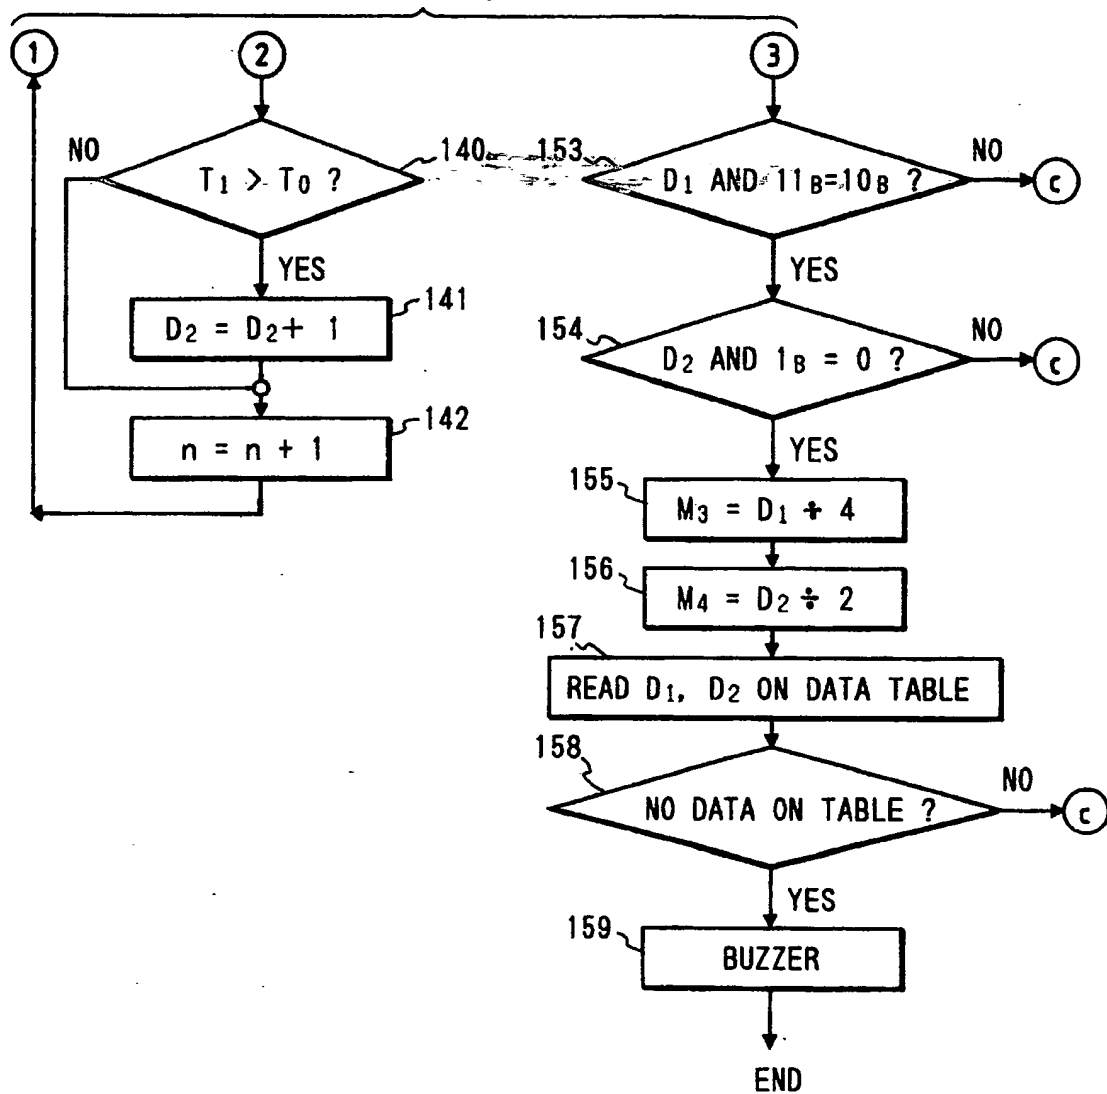 1
2
3
NO
140
T1 > T0 ?
YES
141
D2 = D2 + 1
142
n = n + 1
153
D1 AND 11B=10B ?
NO
c
YES
154
D2 AND 1B = 0 ?
NO
c
YES
155
M3 = D1 ÷ 4
156
M4 = D2 ÷ 2
157
READ D1, D2 ON DATA TABLE
158
NO DATA ON TABLE ?
NO
c
YES
159
BUZZER
END